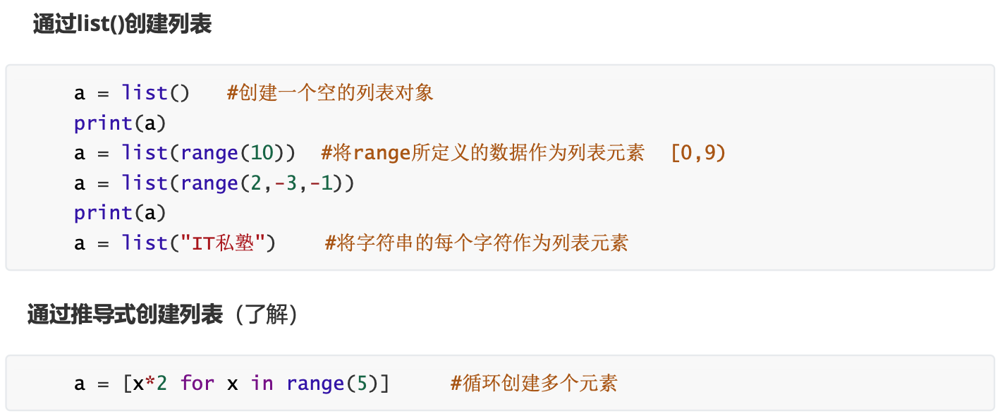 通过list()创建列表
a = list()   #创建一个空的列表对象
print(a)
a = list(range(10))  #将range所定义的数据作为列表元素  [0,9)
a = list(range(2,-3,-1))
print(a)
a = list("IT私塾")    #将字符串的每个字符作为列表元素
通过推导式创建列表（了解）
a = [x*2 for x in range(5)]     #循环创建多个元素